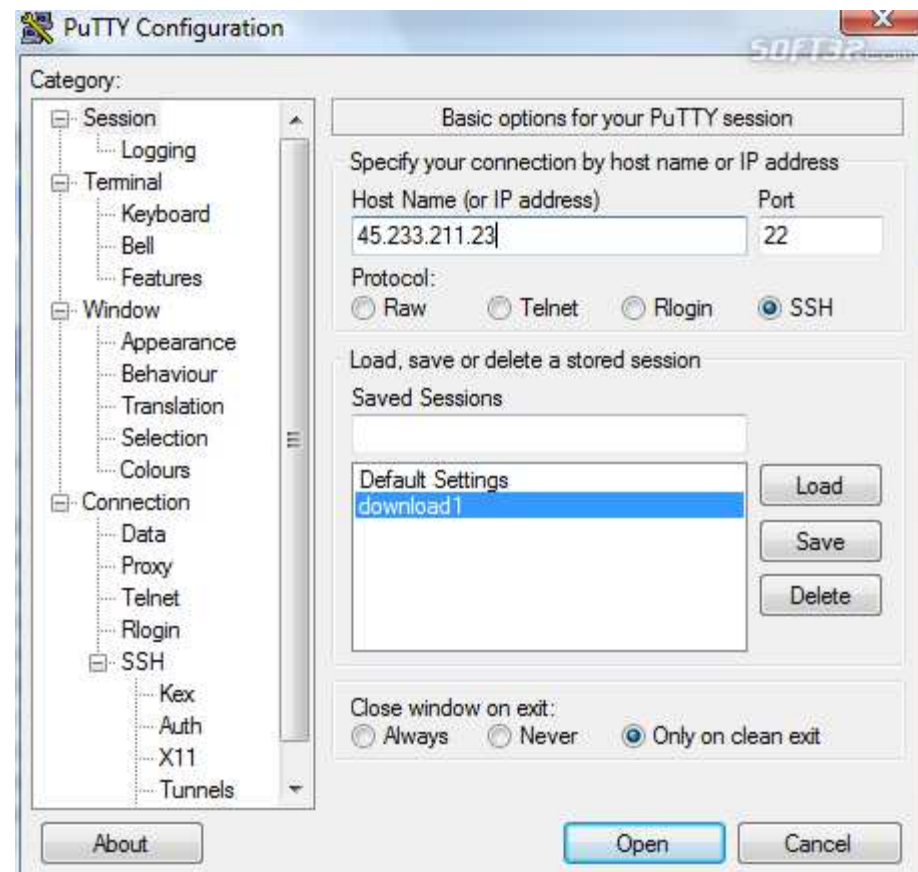 PuTTY Configuration
SOFT32
Category:
Session
Logging
Terminal
Keyboard
Bell
Features
Window
Appearance
Behaviour
Translation
Selection
Colours
Connection
Data
Proxy
Telnet
Rlogin
SSH
Kex
Auth
X11
Tunnels
Basic options for your PuTTY session
Specify your connection by host name or IP address
Host Name (or IP address) Port
45.233.211.23 22
Protocol:
Raw Telnet Rlogin SSH
Load, save or delete a stored session
Saved Sessions
Default Settings
download1
Load
Save
Delete
Close window on exit:
Always Never Only on clean exit
About Open Cancel